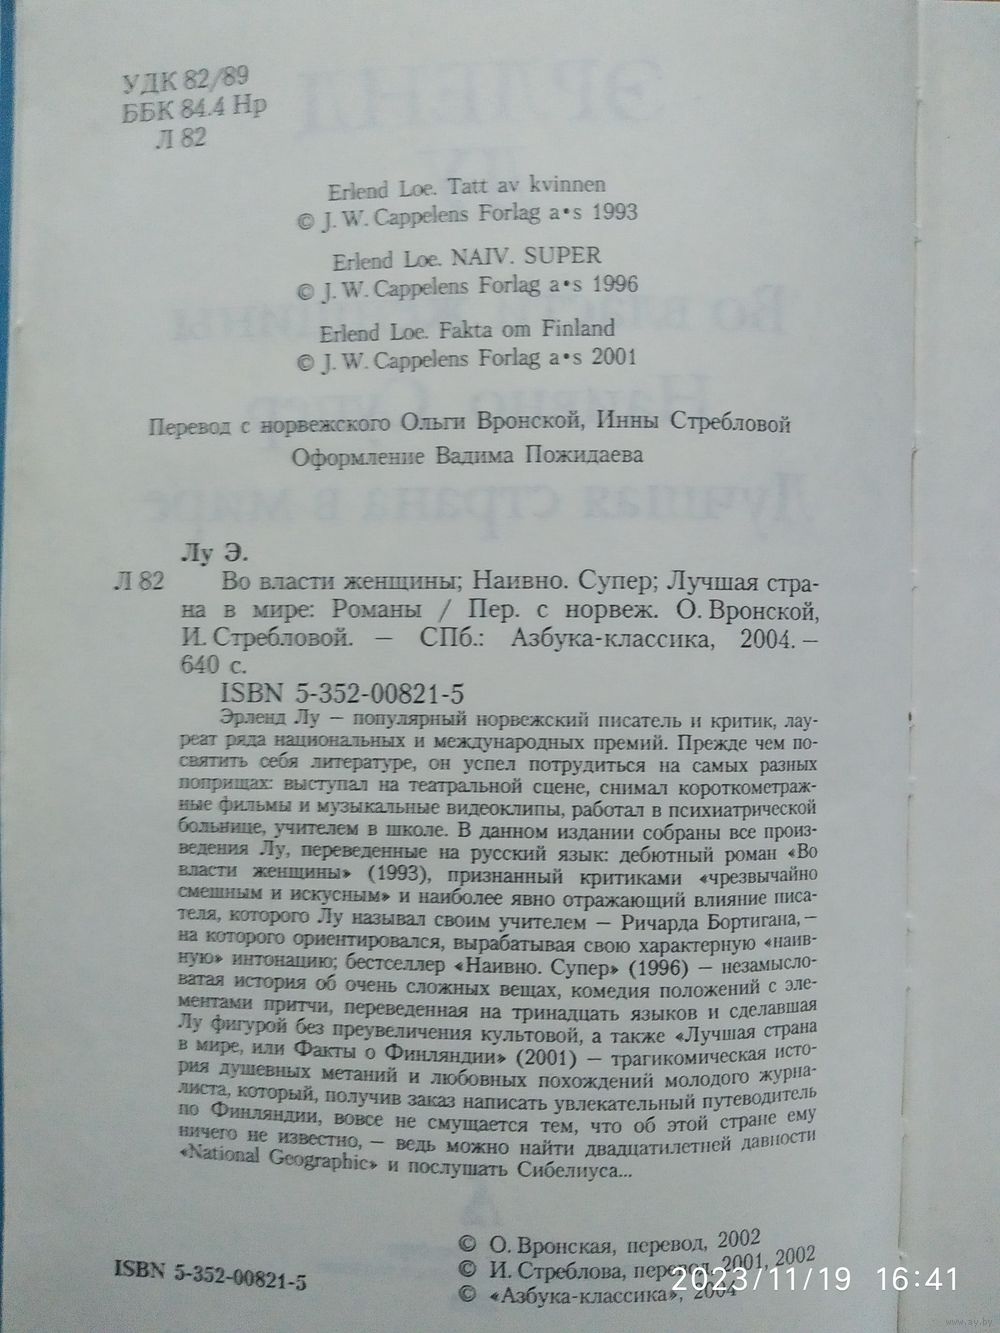 УДК 82/89
ББК 84.4 Нр
Л 82
Erlend Loe. Tatt av kvinnen
© J. W. Cappelens Forlag a•s 1993
Erlend Loe. NAIV. SUPER
© J. W. Cappelens Forlag a•s 1996
Erlend Loe. Fakta om Finland
© J. W. Cappelens Forlag a•s 2001
Перевод с норвежского Ольги Вронской, Инны Стребловой
Оформление Вадима Пожидаева
Лу Э.
Л 82 Во власти женщины; Наивно. Супер; Лучшая стра-
на в мире: Романы / Пер. с норвеж. О. Вронской,
И. Стребловой. — СПб.: Азбука-классика, 2004. —
640 с.
ISBN 5-352-00821-5
Эрленд Лу — популярный норвежский писатель и критик, лау-
реат ряда национальных и международных премий. Прежде чем по-
святить себя литературе, он успел потрудиться на самых разных
поприщах: выступал на театральной сцене, снимал короткометраж-
ные фильмы и музыкальные видеоклипы, работал в психиатрической
больнице, учителем в школе. В данном издании собраны все произ-
ведения Лу, переведенные на русский язык: дебютный роман «Во
власти женщины» (1993), признанный критиками «чрезвычайно
смешным и искусным» и наиболее явно отражающий влияние писа-
теля, которого Лу называл своим учителем — Ричарда Бортигана, —
на которого ориентировался, вырабатывая свою характерную «наив-
ную» интонацию; бестселлер «Наивно. Супер» (1996) — незамысло-
ватая история об очень сложных вещах, комедия положений с эле-
ментами притчи, переведенная на тринадцать языков и сделавшая
Лу фигурой без преувеличения культовой, а также «Лучшая страна
в мире, или Факты о Финляндии» (2001) — трагикомическая исто-
рия душевных метаний и любовных похождений молодого журна-
листа, который, получив заказ написать увлекательный путеводитель
по Финляндии, вовсе не смущается тем, что об этой стране ему
ничего не известно, — ведь можно найти двадцатилетней давности
«National Geographic» и послушать Сибелиуса...
© О. Вронская, перевод, 2002
© И. Стреблова, перевод, 2001, 2002
© «Азбука-классика», 2004
ISBN 5-352-00821-5
2023/11/19 16:41
www.ay.by